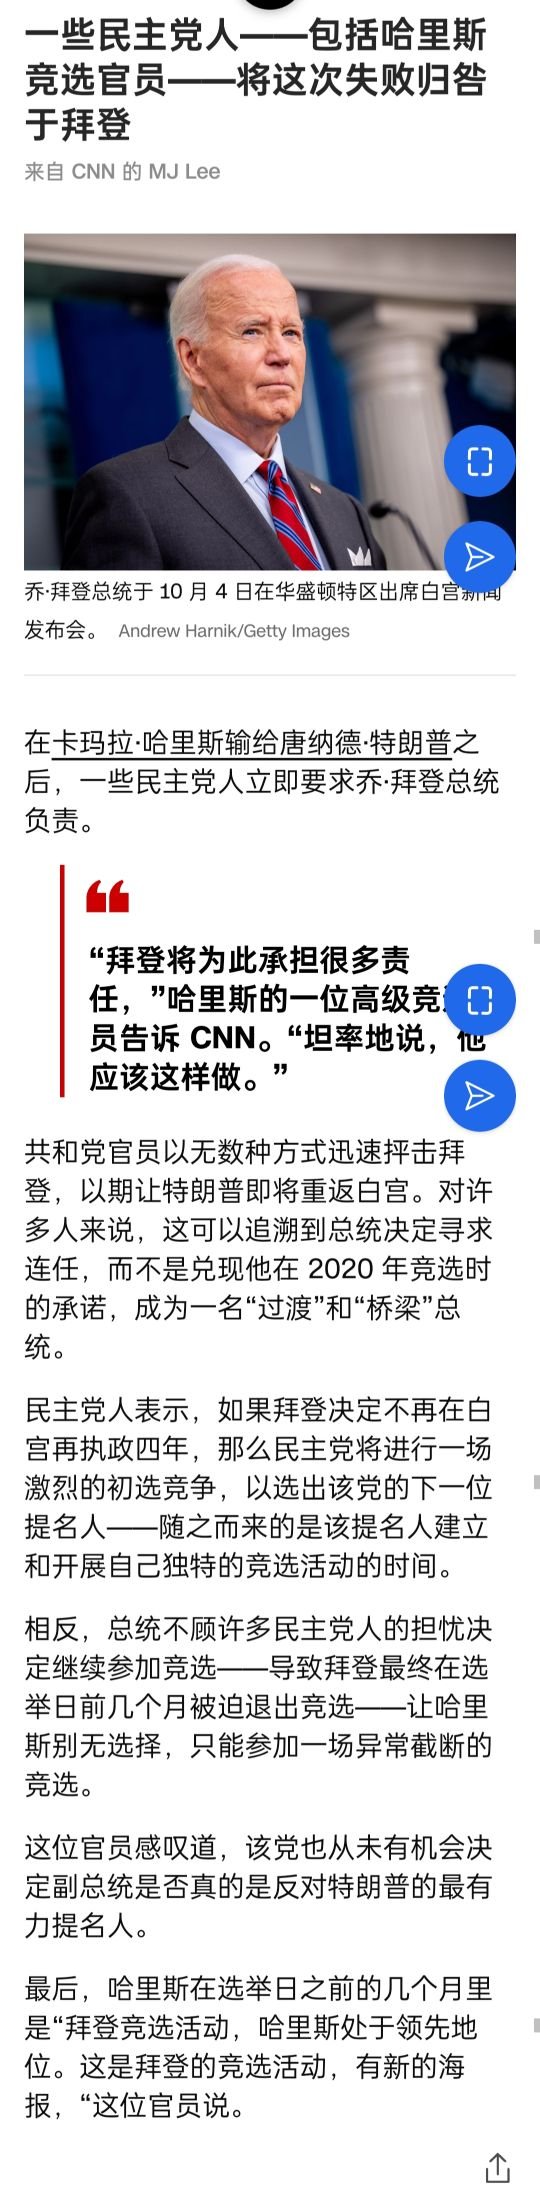 一些民主党人——包括哈里斯
竞选官员——将这次失败归咎
于拜登
来自 CNN 的 MJ Lee
乔·拜登总统于 10 月 4 日在华盛顿特区出席白宫新闻
发布会。 Andrew Harnik/Getty Images
在卡玛拉·哈里斯输给唐纳德·特朗普之
后，一些民主党人立即要求乔·拜登总统
负责。
“拜登将为此承担很多责
任，”哈里斯的一位高级竞
员告诉 CNN。“坦率地说，他
应该这样做。”
共和党官员以无数种方式迅速抨击拜
登，以期让特朗普即将重返白宫。对许
多人来说，这可以追溯到总统决定寻求
连任，而不是兑现他在 2020 年竞选时
的承诺，成为一名“过渡”和“桥梁”总
统。
民主党人表示，如果拜登决定不再在白
宫再执政四年，那么民主党将进行一场
激烈的初选竞争，以选出该党的下一位
提名人——随之而来的是该提名人建立
和开展自己独特的竞选活动的时间。
相反，总统不顾许多民主党人的担忧决
定继续参加竞选——导致拜登最终在选
举日前几个月被迫退出竞选——让哈里
斯别无选择，只能参加一场异常截断的
竞选。
这位官员感叹道，该党也从未有机会决
定副总统是否真的是反对特朗普的最有
力提名人。
最后，哈里斯在选举日之前的几个月里
是“拜登竞选活动，哈里斯处于领先地
位。这是拜登的竞选活动，有新的海
报，“这位官员说。